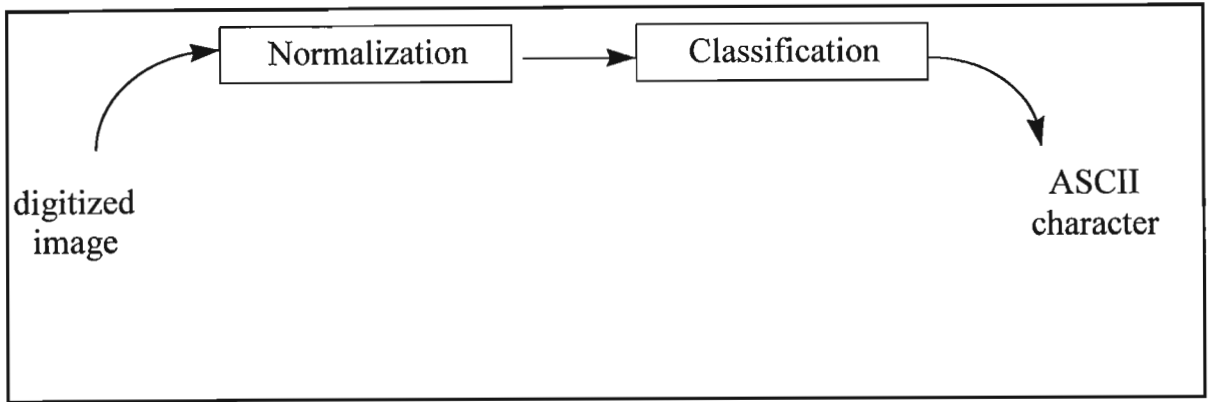 Normalization
Classification
digitized
image
ASCII
character